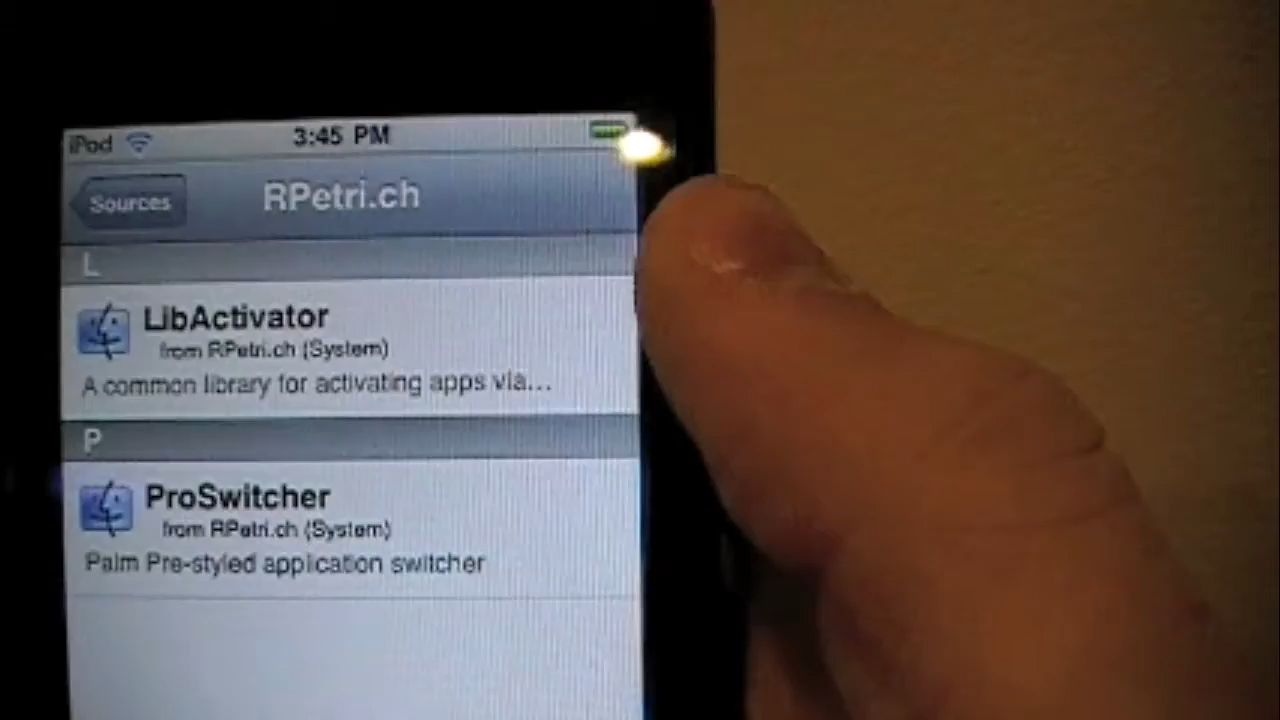 iPod 3:45 PM
Sources RPetri.ch
L
LibActivator
from RPetri.ch (System)
A common library for activating apps via...
P
ProSwitcher
from RPetri.ch (System)
Palm Pre-styled application switcher